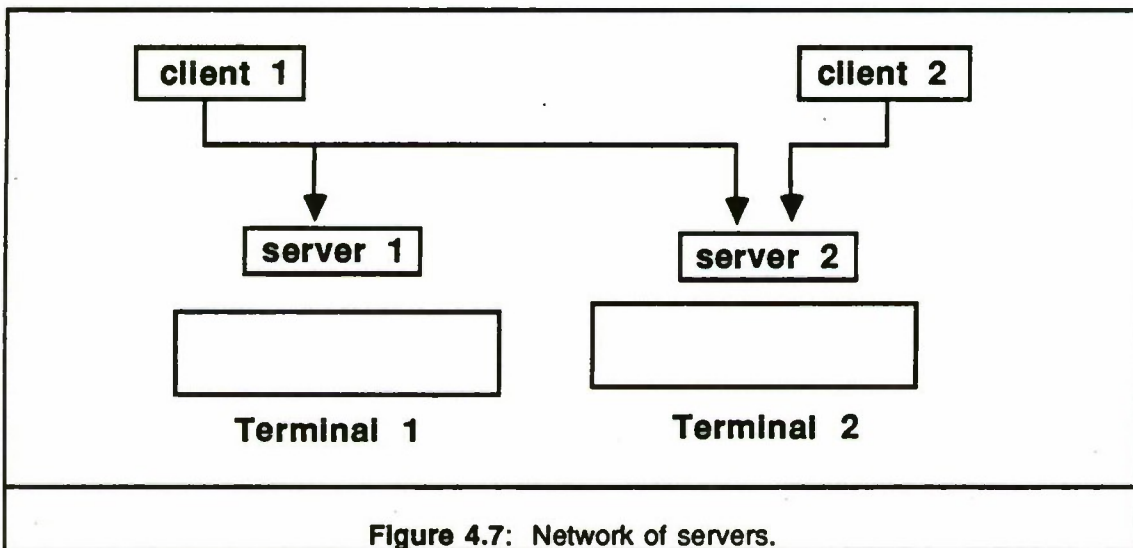 client 1
client 2
server 1
server 2
Terminal 1
Terminal 2
Figure 4.7: Network of servers.